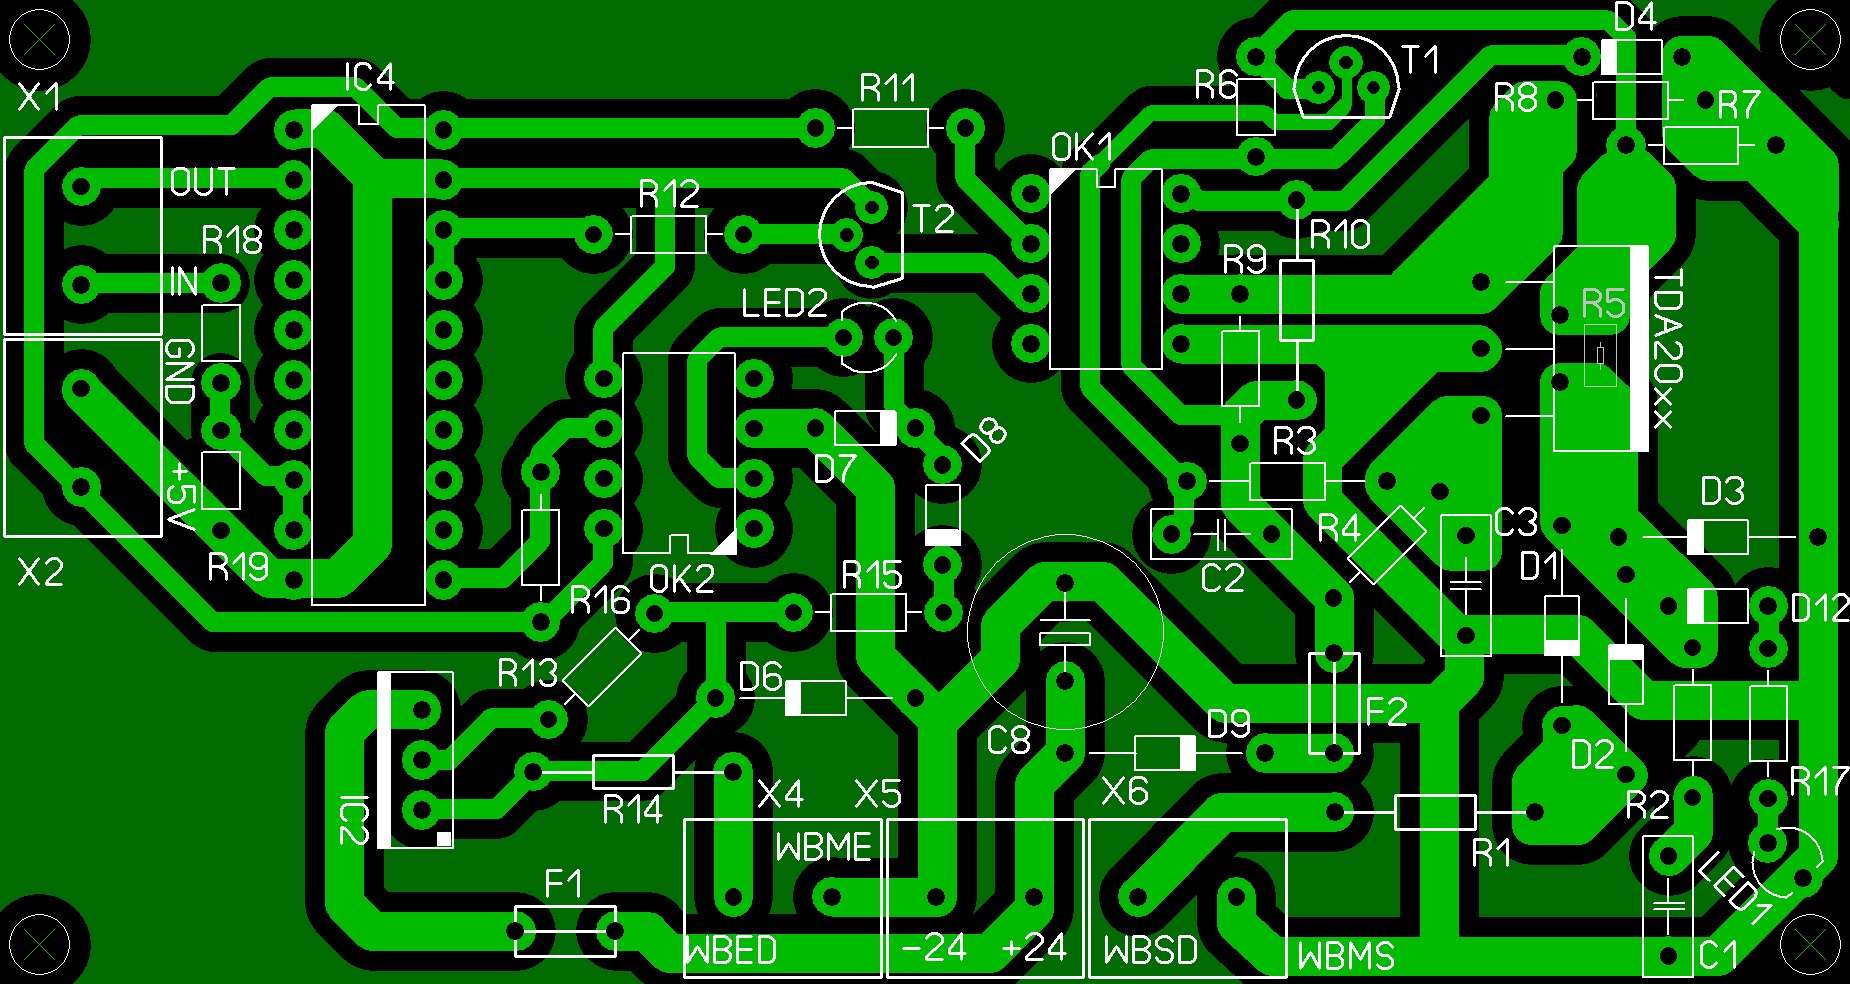 D4
T1
IC4
X1
R11
R6
R8
R7
OK1
OUT
R12
T2
R18
R10
R9
IN
LED2
R5
TDA20xx
GND
D8
R3
D7
+5V
D3
C3
R4
R19
X2
OK2
R15
C2
D1
R16
D12
R13
D6
F2
D9
C8
D2
X4
X5
X6
R17
R14
R2
IC2
WBME
R1
LED1
F1
WBED
-24
+24
WBSD
WBMS
C1